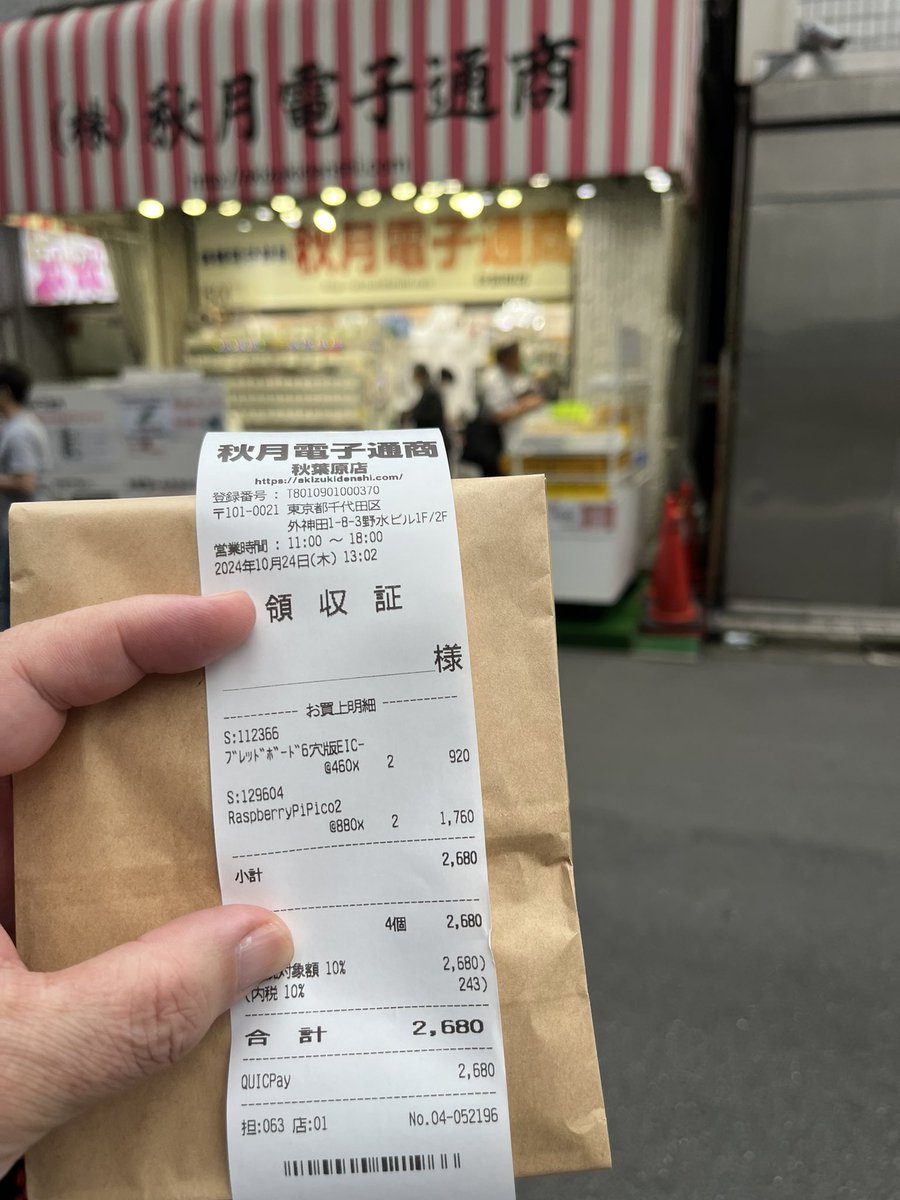 (株)秋月電子通商
http://akizukidenshi.com/
秋月電子通商
秋月電子通商
秋葉原店
https://akizukidenshi.com/
登録番号 : T8010901000370
〒101-0021 東京都千代田区
外神田1-8-3野水ビル1F/2F
営業時間 : 11:00 ～ 18:00
2024年10月24日(木) 13:02
領 収 証
様
お買上明細
S:112366
ﾌﾞﾚｯﾄﾞﾎﾞｰﾄﾞ6穴版EIC-
@460x 2 920
S:129604
RaspberryPiPico2
@880x 2 1,760
小計 2,680
4個 2,680
対象額 10% 2,680)
(内税 10% 243)
合 計 2,680
QUICPay 2,680
担:063 店:01 No.04-052196